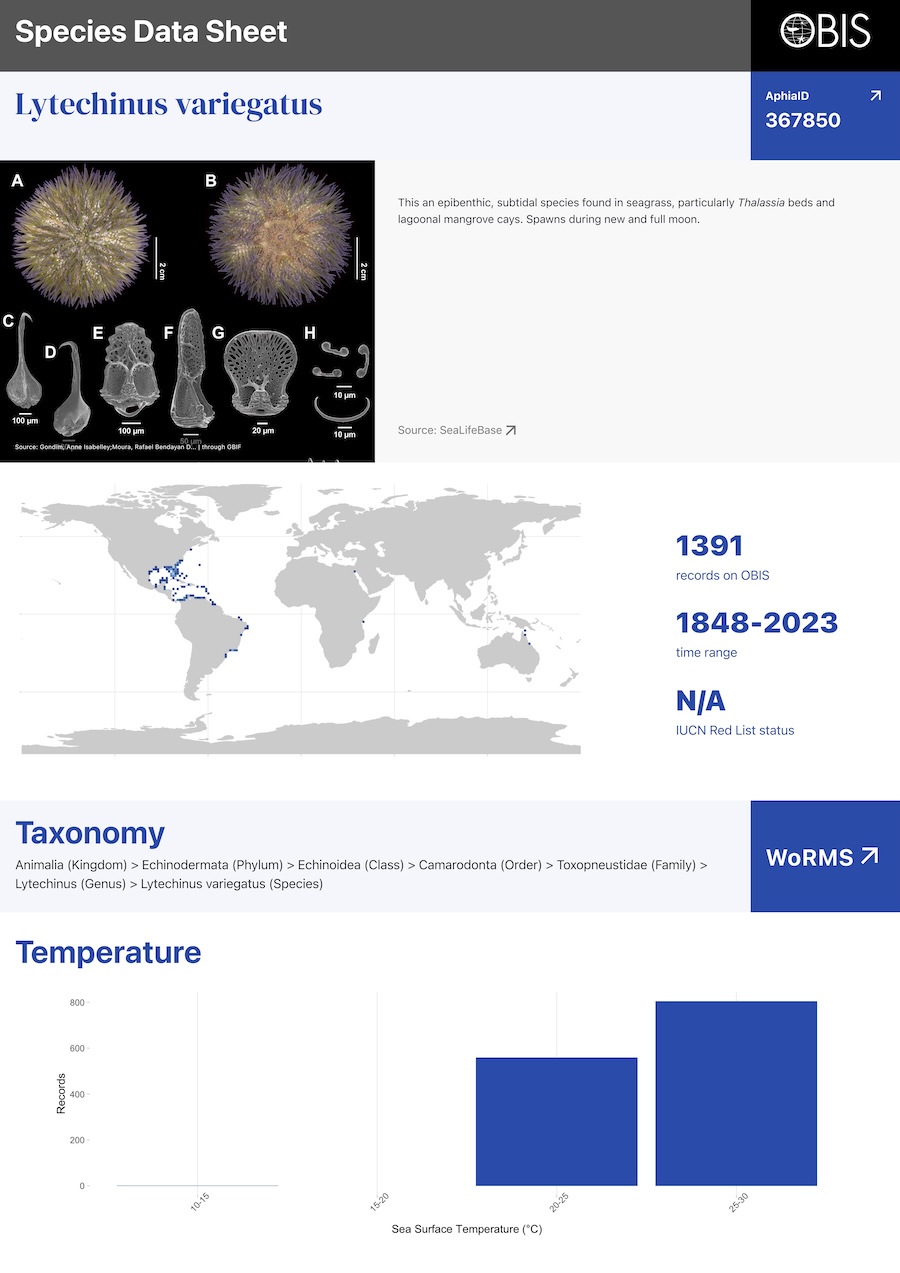 Species Data Sheet
OBIS
Lytechinus variegatus
AphiaID
367850
A
B
2 cm
2 cm
C
D
E
F
G
H
100 µm
100 µm
50 µm
20 µm
10 µm
10 µm
Source: Gondim, Anne Isabelley;Moura, Rafael Bendayan D... | through GBIF
This an epibenthic, subtidal species found in seagrass, particularly Thalassia beds and
lagoonal mangrove cays. Spawns during new and full moon.
Source: SeaLifeBase
1391
records on OBIS
1848-2023
time range
N/A
IUCN Red List status
Taxonomy
Animalia (Kingdom) > Echinodermata (Phylum) > Echinoidea (Class) > Camarodonta (Order) > Toxopneustidae (Family) >
Lytechinus (Genus) > Lytechinus variegatus (Species)
WoRMS
Temperature
800
600
400
200
0
Records
10-15
15-20
20-25
25-30
Sea Surface Temperature (°C)